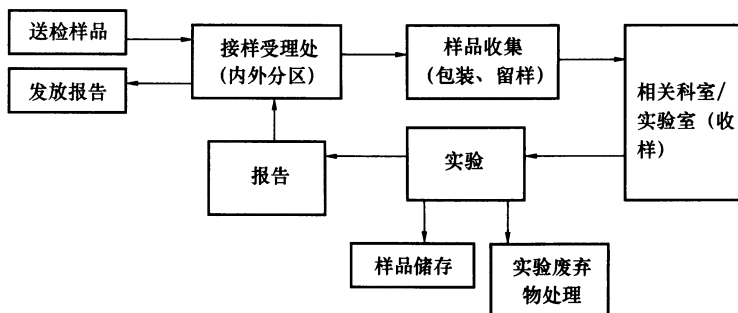 送检样品
接样受理处
(内外分区)
样品收集
(包装、留样)
相关科室/
实验室（收
样）
发放报告
报告
实验
样品储存
实验废弃
物处理